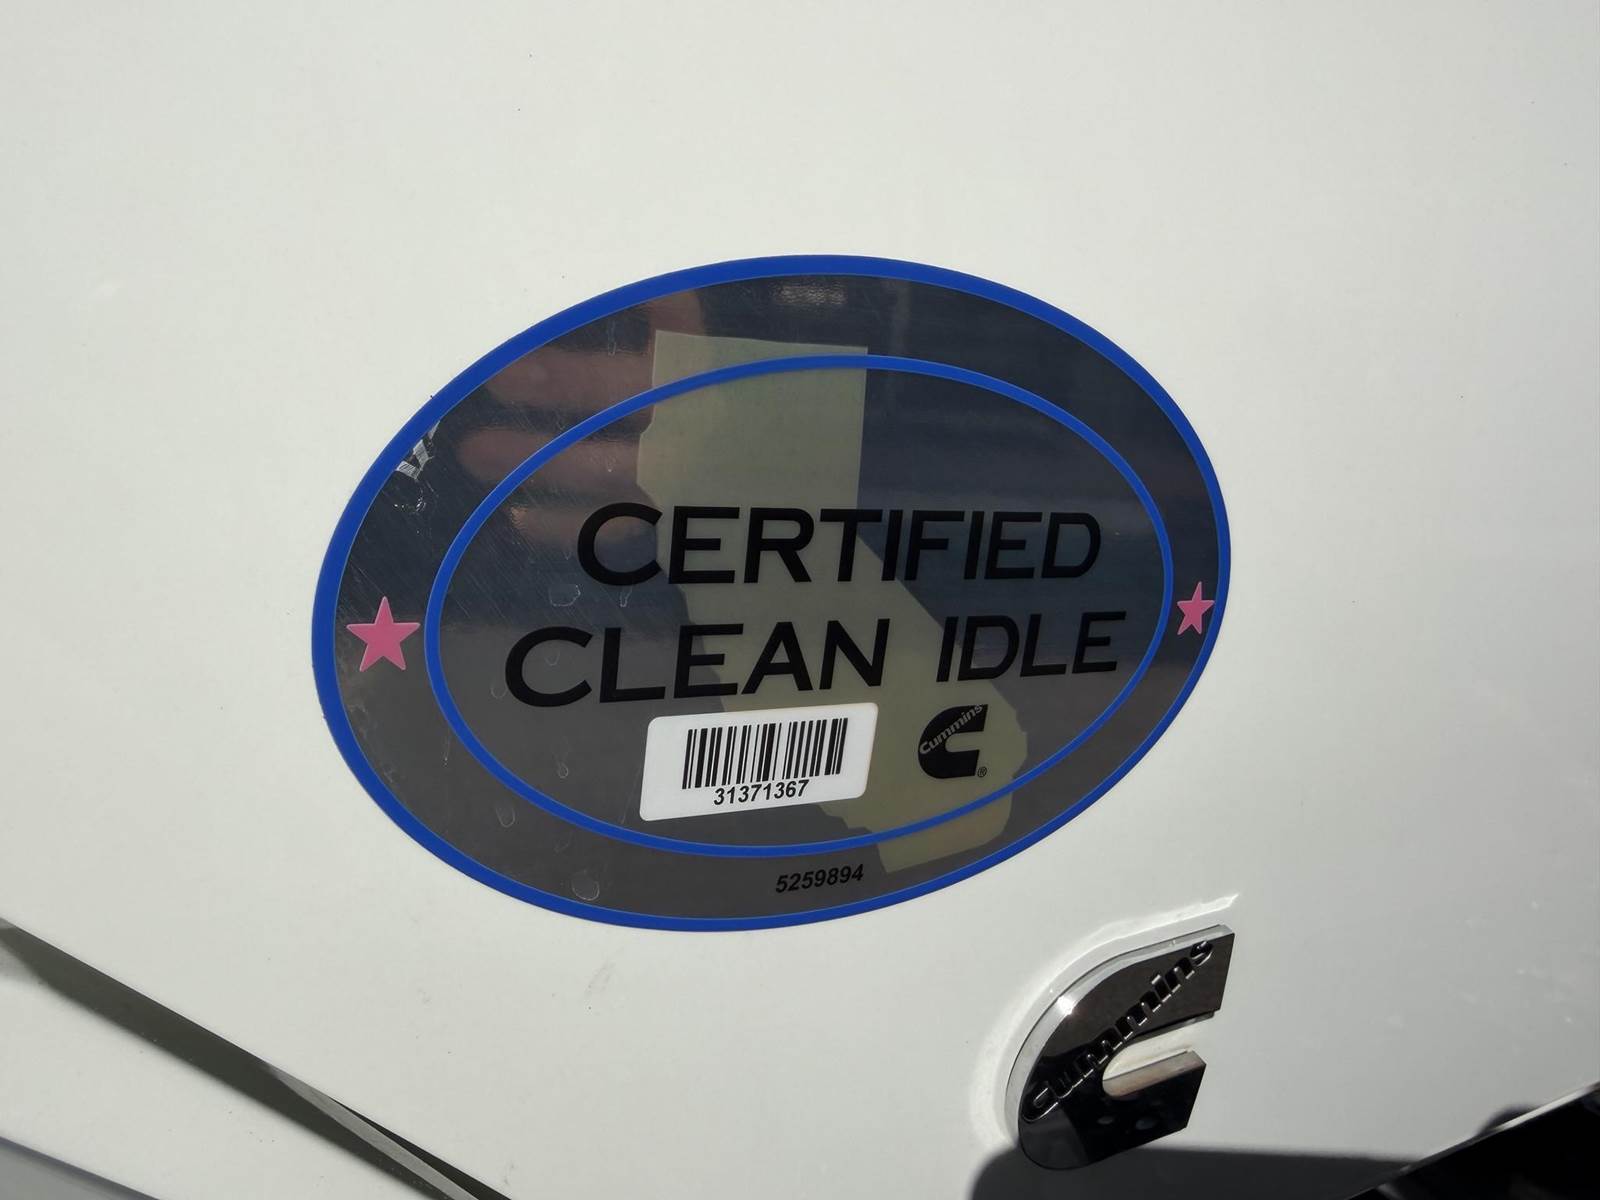 CERTIFIED
CLEAN IDLE
Cummins
®
31371367
5259894
Cummins